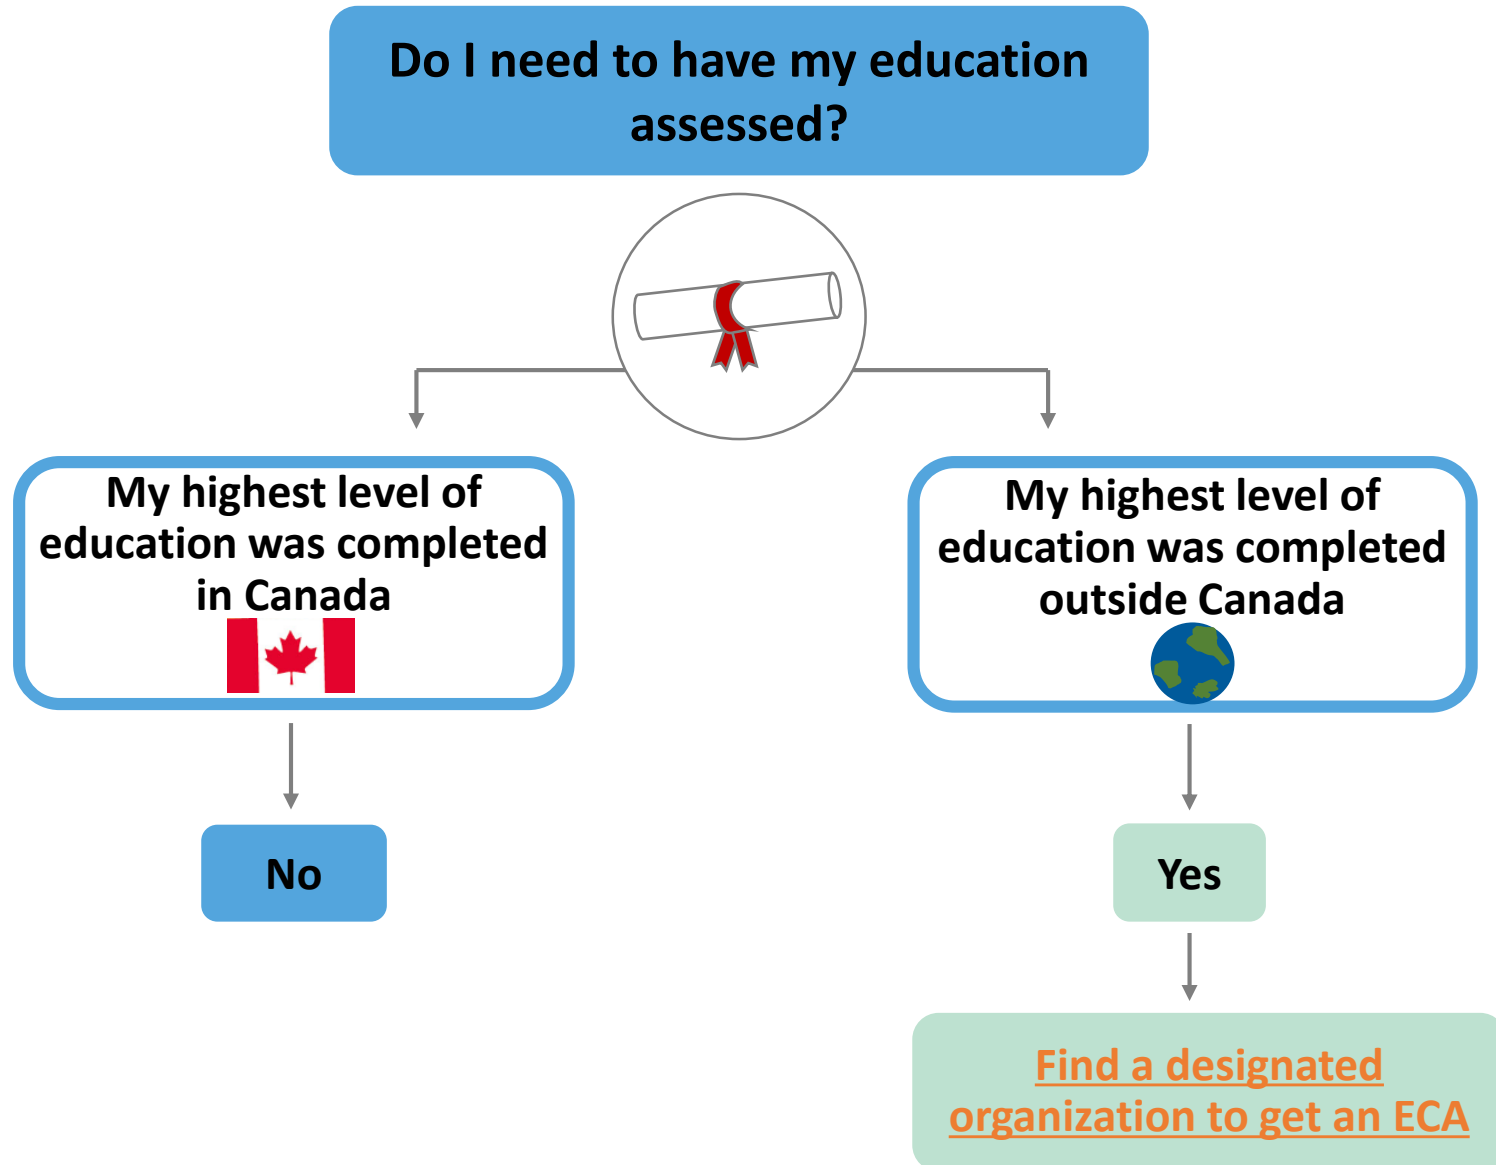 Do I need to have my education
assessed?
My highest level of
education was completed
in Canada
My highest level of
education was completed
outside Canada
No
Yes
Find a designated
organization to get an ECA